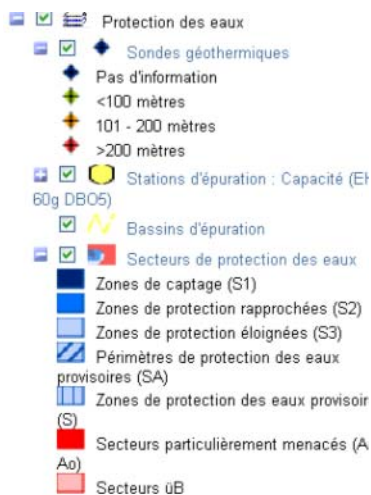 Protection des eaux
Sondes géothermiques
Pas d'information
<100 mètres
101 - 200 mètres
>200 mètres
Stations d'épuration : Capacité (EH
60g DBO5)
Bassins d'épuration
Secteurs de protection des eaux
Zones de captage (S1)
Zones de protection rapprochées (S2)
Zones de protection éloignées (S3)
Périmètres de protection des eaux
provisoires (SA)
Zones de protection des eaux provisoir
(S)
Secteurs particulièrement menacés (A
Ao)
Secteurs üB